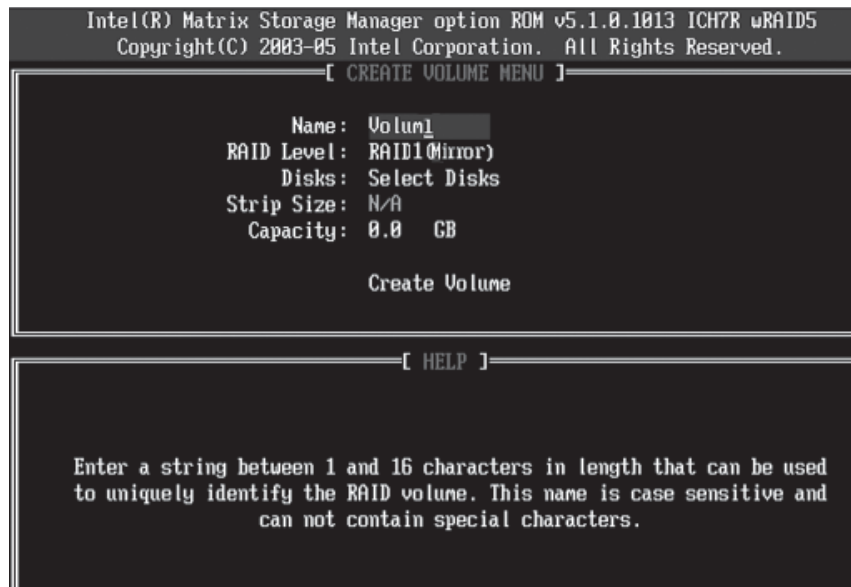 Intel(R) Matrix Storage Manager option ROM v5.1.0.1013 ICH7R wRAID5
Copyright(C) 2003-05 Intel Corporation. All Rights Reserved.
[ CREATE VOLUME MENU ]
Name: Volum1
RAID Level: RAID1(Mirror)
Disks: Select Disks
Strip Size: N/A
Capacity: 0.0 GB
Create Volume
[ HELP ]
Enter a string between 1 and 16 characters in length that can be used
to uniquely identify the RAID volume. This name is case sensitive and
can not contain special characters.